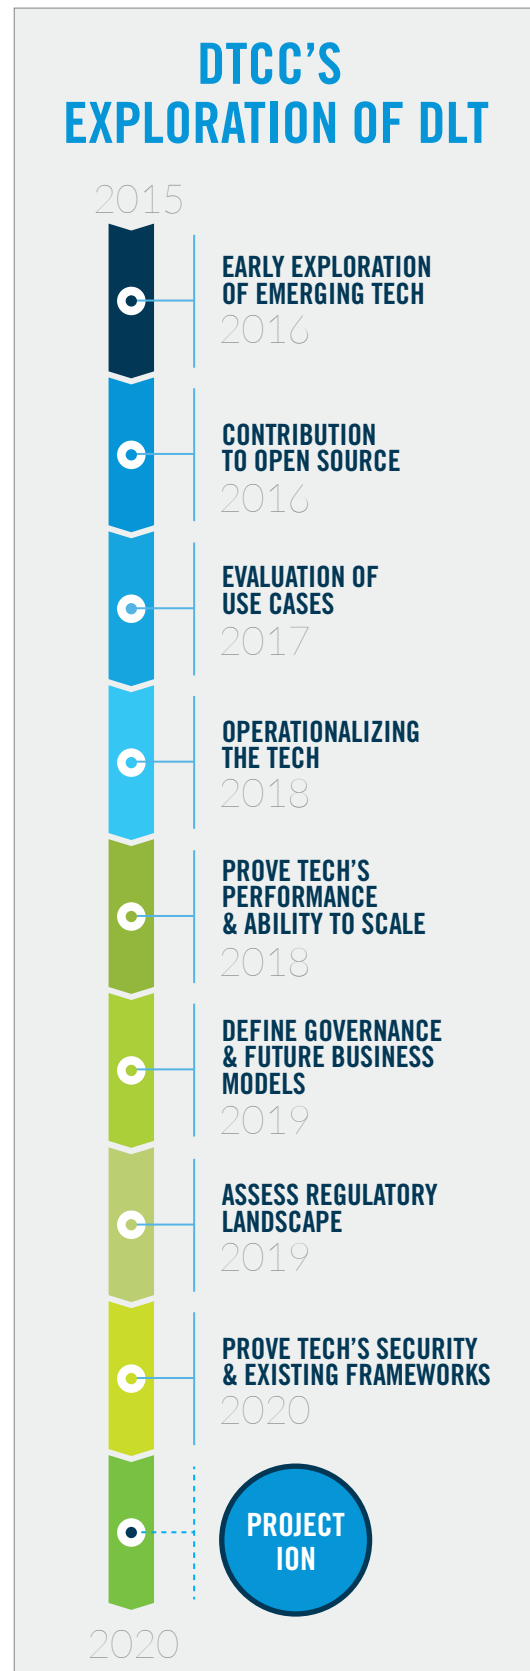 DTCC'S
EXPLORATION OF DLT
2015
EARLY EXPLORATION
OF EMERGING TECH
2016
CONTRIBUTION
TO OPEN SOURCE
2016
EVALUATION OF
USE CASES
2017
OPERATIONALIZING
THE TECH
2018
PROVE TECH'S
PERFORMANCE
& ABILITY TO SCALE
2018
DEFINE GOVERNANCE
& FUTURE BUSINESS
MODELS
2019
ASSESS REGULATORY
LANDSCAPE
2019
PROVE TECH'S SECURITY
& EXISTING FRAMEWORKS
2020
PROJECT
ION
2020